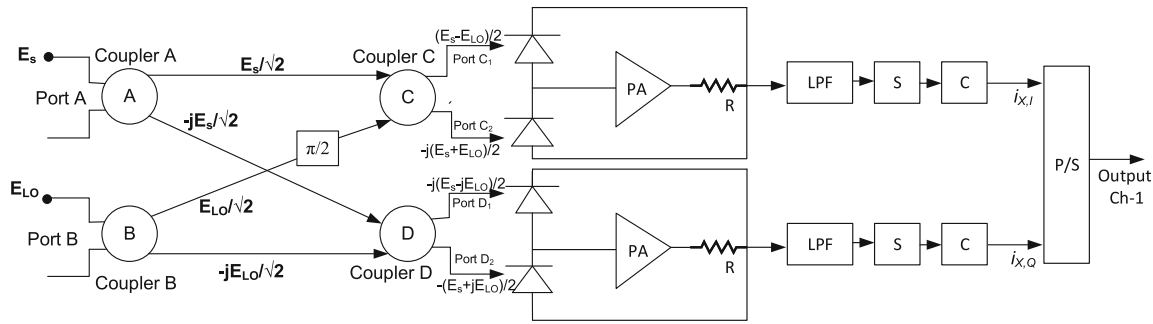 Eₛ
Coupler A
Port A
A
Eₛ/√2
-jEₛ/√2
π/2
E_LO
Port B
B
Coupler B
E_LO/√2
-jE_LO/√2
Coupler C
C
(Eₛ-E_LO)/2
Port C₁
Port C₂
-j(Eₛ+E_LO)/2
D
Coupler D
-j(Eₛ-jE_LO)/2
Port D₁
Port D₂
-(Eₛ+jE_LO)/2
PA
R
LPF
S
C
i_X,I
PA
R
LPF
S
C
i_X,Q
P/S
Output
Ch-1